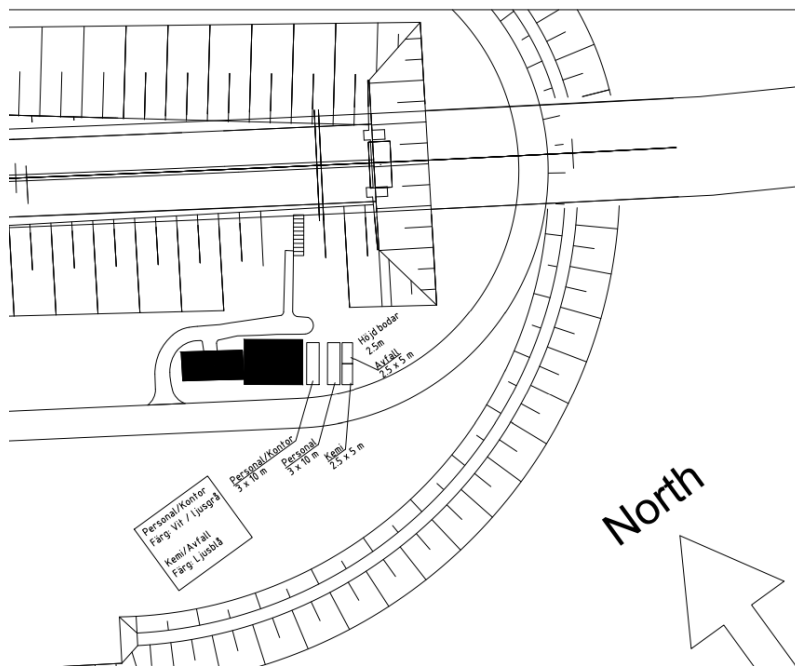 Höjd bodar
2.5m
Avfall
2.5 x 5 m
Personal/Kontor
3 x 10 m
Personal
3 x 10 m
Kemi
2.5 x 5 m
Personal/Kontor
Färg: Vit / ljusgrå
Kemi/Avfall
Färg: Ljusblå
North